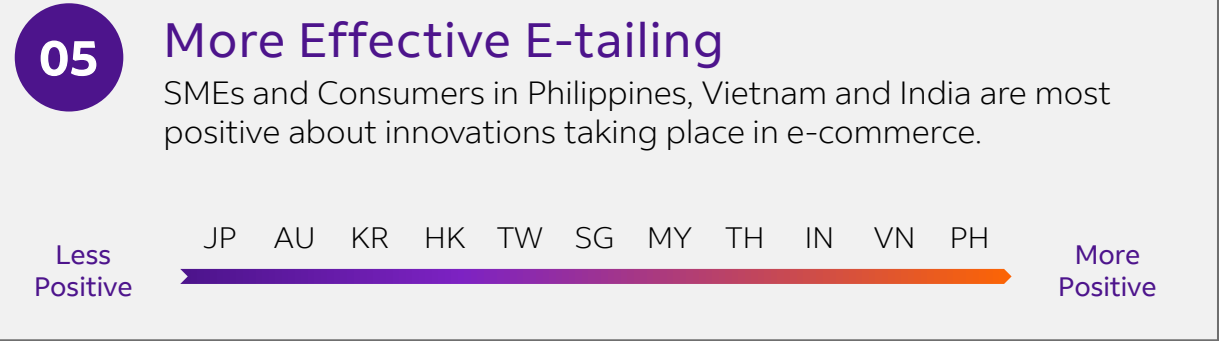 05
More Effective E-tailing
SMEs and Consumers in Philippines, Vietnam and India are most
positive about innovations taking place in e-commerce.
JP AU KR HK TW SG MY TH IN VN PH
Less
Positive
More
Positive